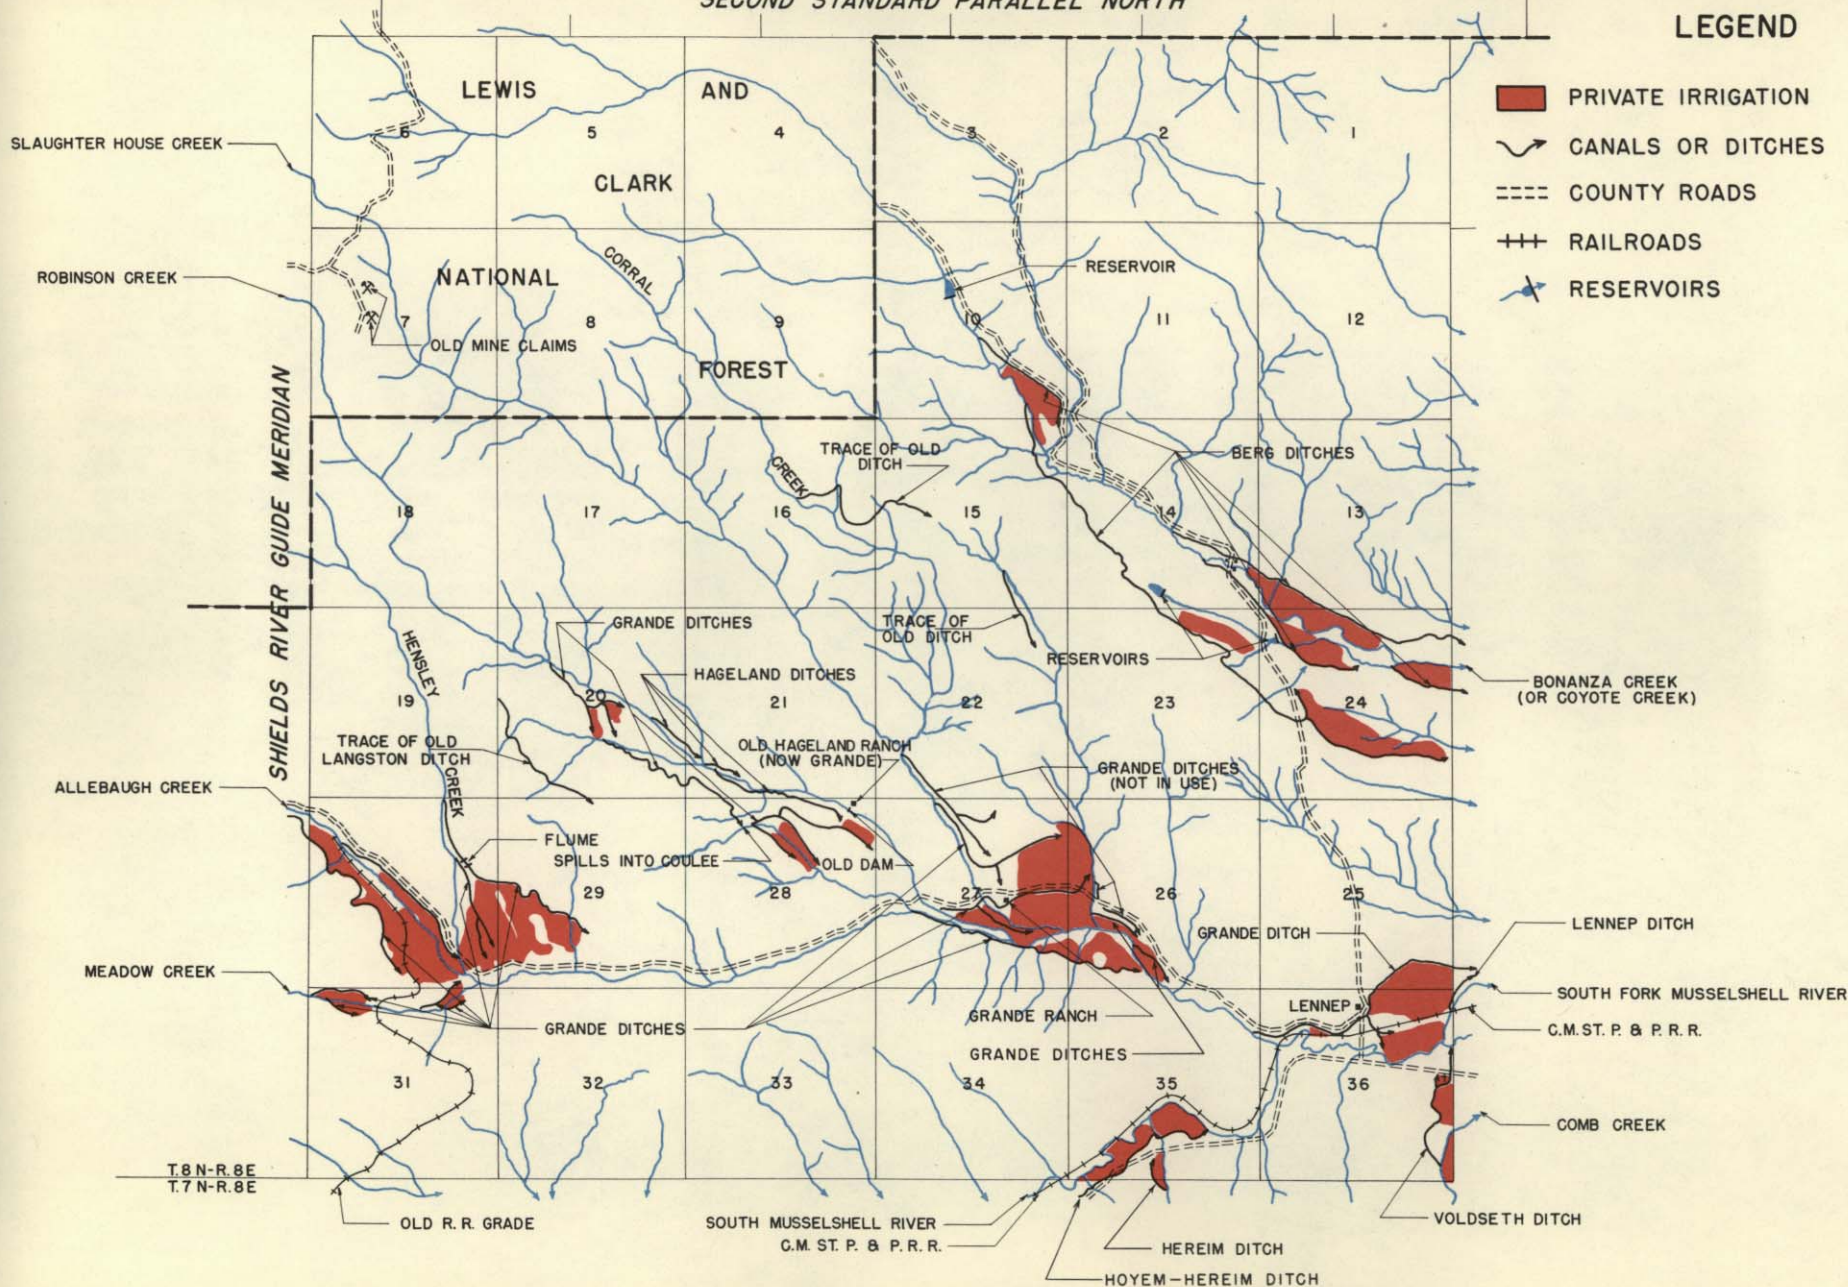 SECOND STANDARD PARALLEL NORTH
LEGEND
PRIVATE IRRIGATION
CANALS OR DITCHES
COUNTY ROADS
RAILROADS
RESERVOIRS
LEWIS AND
CLARK
NATIONAL
FOREST
6
5
4
3
2
1
SLAUGHTER HOUSE CREEK
ROBINSON CREEK
CORRAL
RESERVOIR
7
8
9
10
11
12
OLD MINE CLAIMS
SHIELDS RIVER GUIDE MERIDIAN
TRACE OF OLD
DITCH
CREEK
BERG DITCHES
18
17
16
15
14
13
GRANDE DITCHES
TRACE OF
OLD DITCH
HENSLEY
HAGELAND DITCHES
RESERVOIRS
BONANZA CREEK
(OR COYOTE CREEK)
19
20
21
22
23
24
TRACE OF OLD
LANGSTON DITCH
OLD HAGELAND RANCH
(NOW GRANDE)
GRANDE DITCHES
(NOT IN USE)
CREEK
ALLEBAUGH CREEK
FLUME
SPILLS INTO COULEE
OLD DAM
29
28
27
26
25
GRANDE DITCH
LENNEP DITCH
MEADOW CREEK
SOUTH FORK MUSSELSHELL RIVER
LENNEP
GRANDE DITCHES
GRANDE RANCH
C.M. ST. P. & P. R. R.
GRANDE DITCHES
31
32
33
34
35
36
COMB CREEK
T.8 N-R.8E
T.7 N-R.8E
OLD R. R. GRADE
SOUTH MUSSELSHELL RIVER
C.M. ST. P. & P. R. R.
VOLDSETH DITCH
HEREIM DITCH
HOYEM-HEREIM DITCH